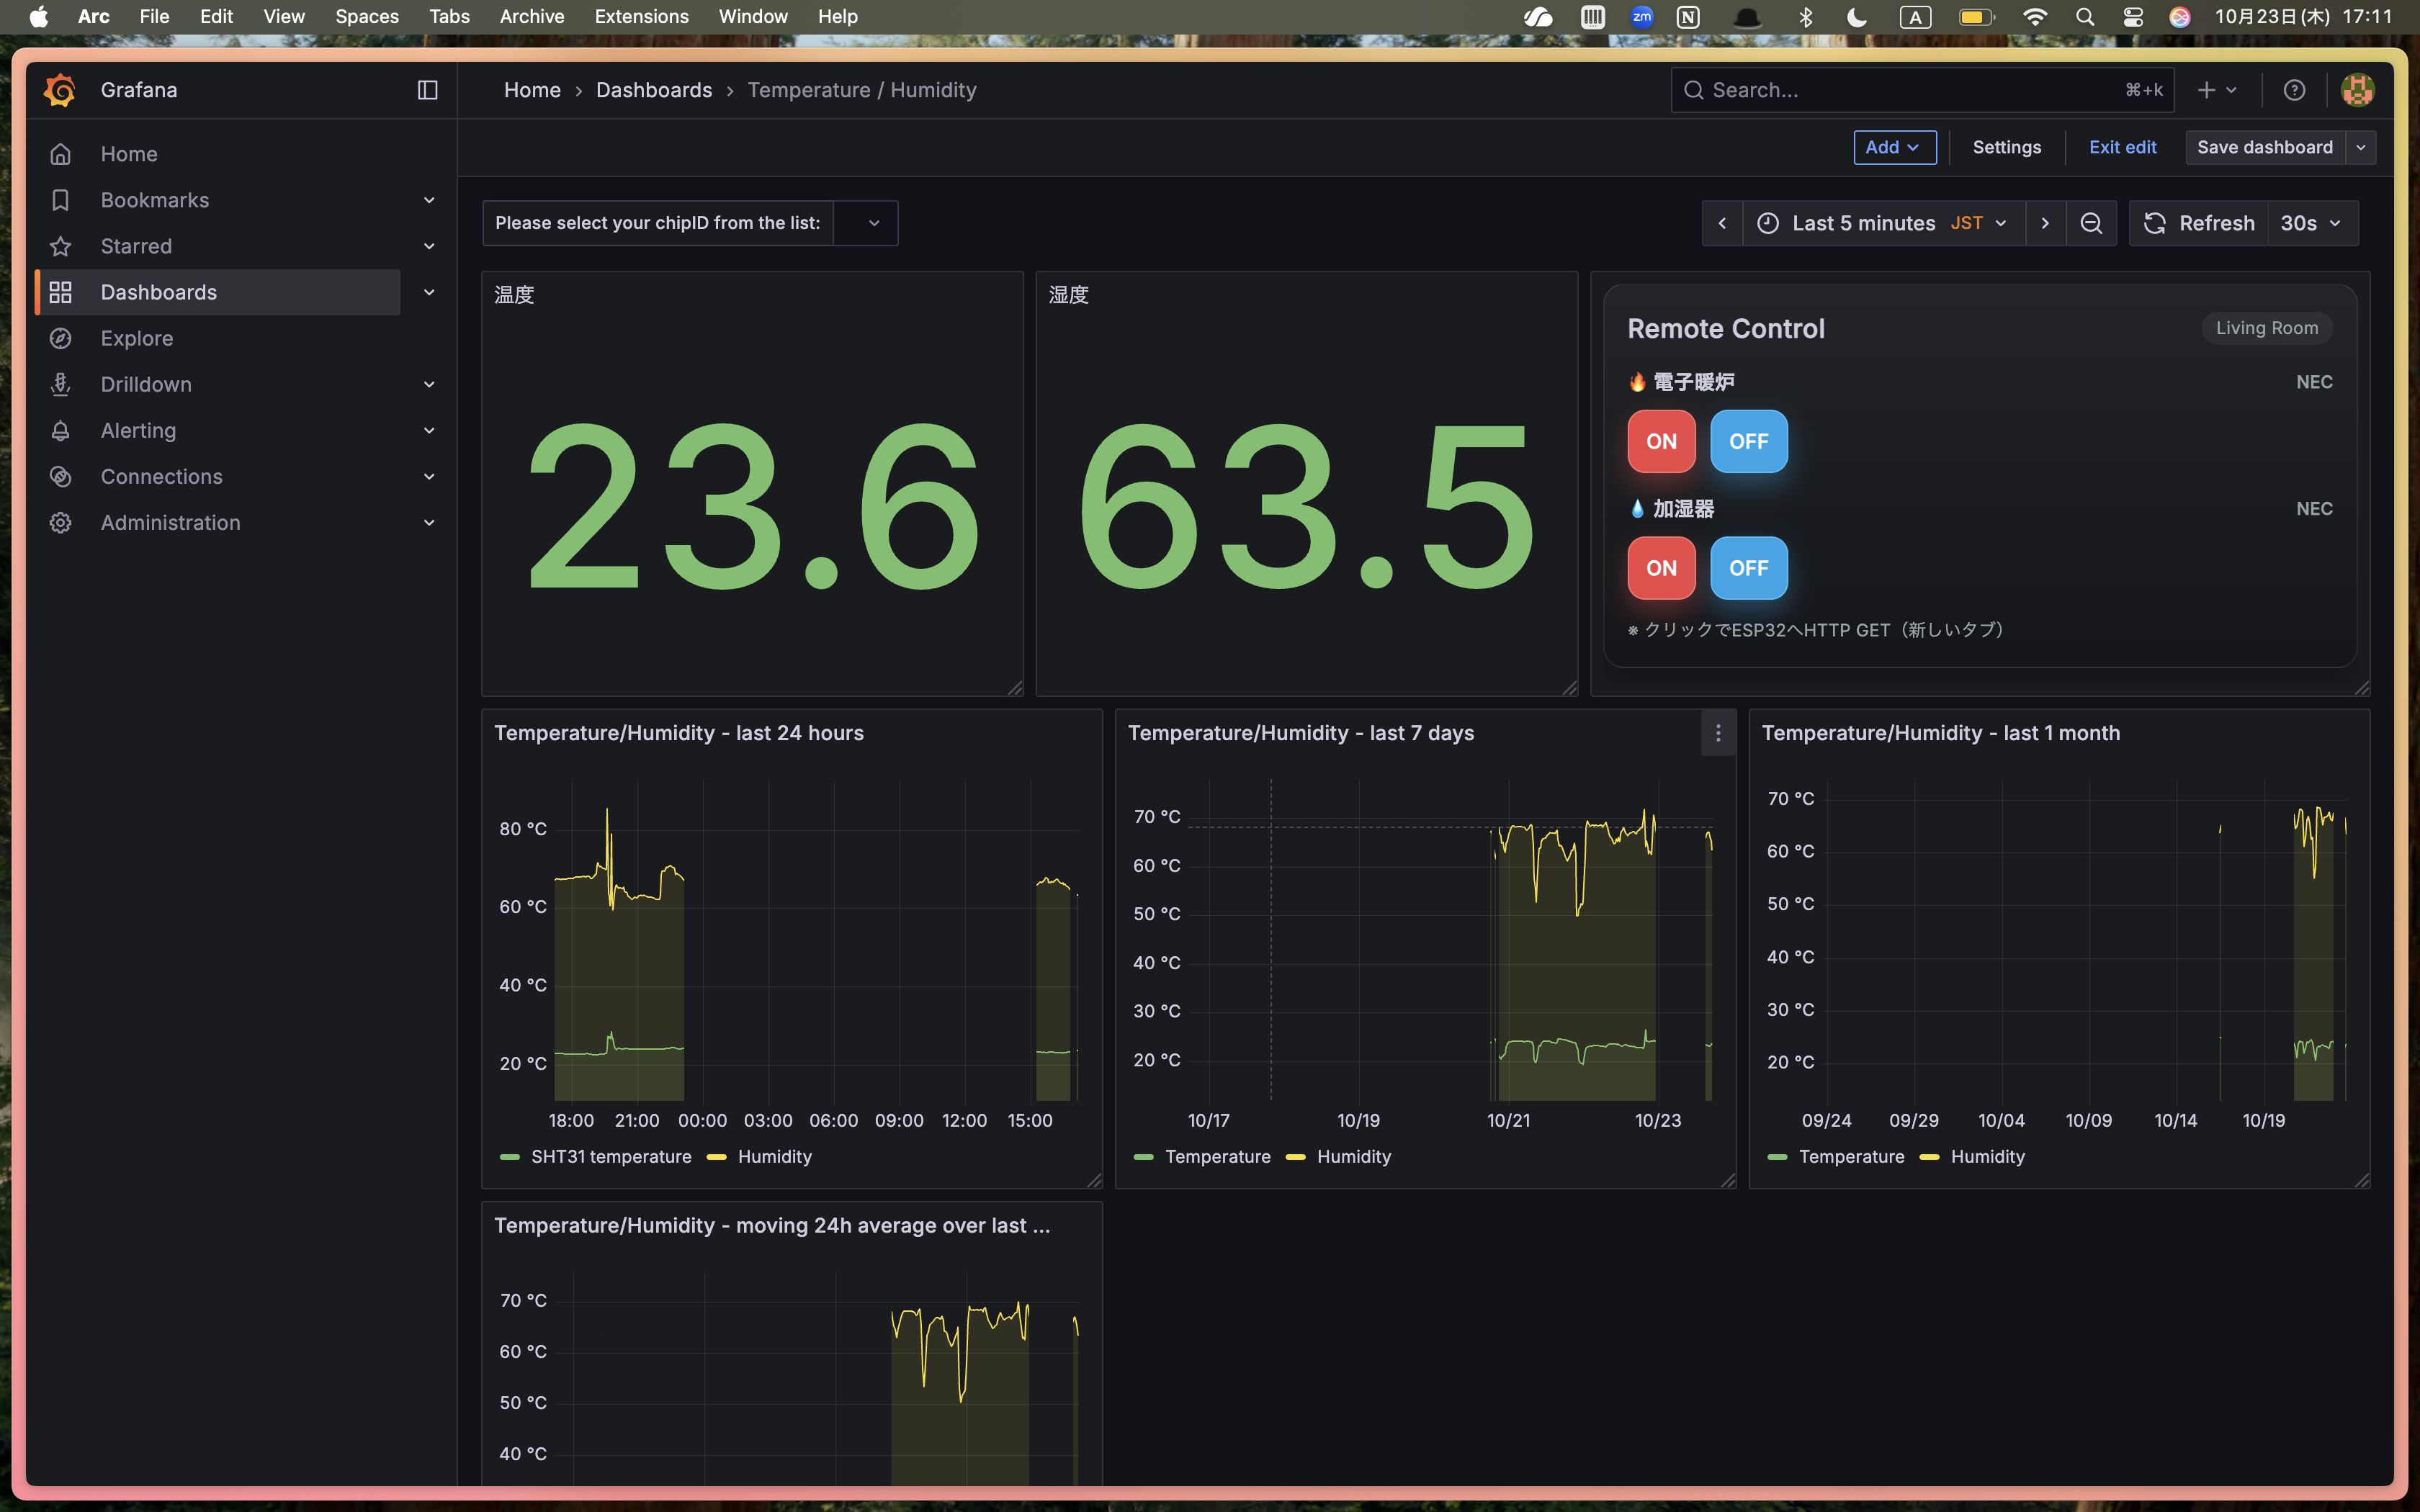 Arc File Edit View Spaces Tabs Archive Extensions Window Help zm N A 10月23日(木) 17:11
Grafana
Home › Dashboards › Temperature / Humidity
Search... ⌘+k
Add Settings Exit edit Save dashboard
Home
Bookmarks
Starred
Dashboards
Explore
Drilldown
Alerting
Connections
Administration
Please select your chipID from the list:
Last 5 minutes JST
Refresh 30s
温度
23.6
湿度
63.5
Remote Control Living Room
🔥 電子暖炉 NEC
ON OFF
💧 加湿器 NEC
ON OFF
※ クリックでESP32へHTTP GET（新しいタブ）
Temperature/Humidity - last 24 hours
80 °C
60 °C
40 °C
20 °C
18:00 21:00 00:00 03:00 06:00 09:00 12:00 15:00
SHT31 temperature Humidity
Temperature/Humidity - last 7 days
70 °C
60 °C
50 °C
40 °C
30 °C
20 °C
10/17 10/19 10/21 10/23
Temperature Humidity
Temperature/Humidity - last 1 month
70 °C
60 °C
50 °C
40 °C
30 °C
20 °C
09/24 09/29 10/04 10/09 10/14 10/19
Temperature Humidity
Temperature/Humidity - moving 24h average over last ...
70 °C
60 °C
50 °C
40 °C